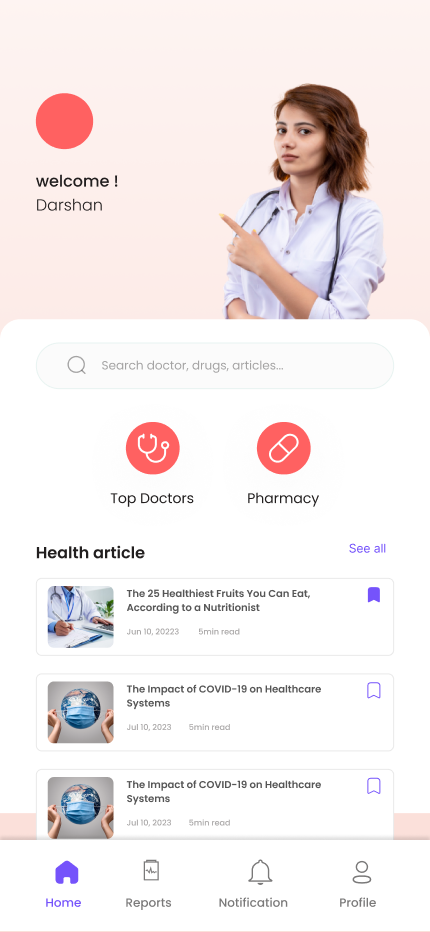 welcome !
Darshan
Search doctor, drugs, articles...
Top Doctors
Pharmacy
Health article
See all
The 25 Healthiest Fruits You Can Eat,
According to a Nutritionist
Jun 10, 20223
5min read
The Impact of COVID-19 on Healthcare
Systems
Jul 10, 2023
5min read
The Impact of COVID-19 on Healthcare
Systems
Jul 10, 2023
5min read
Home
Reports
Notification
Profile